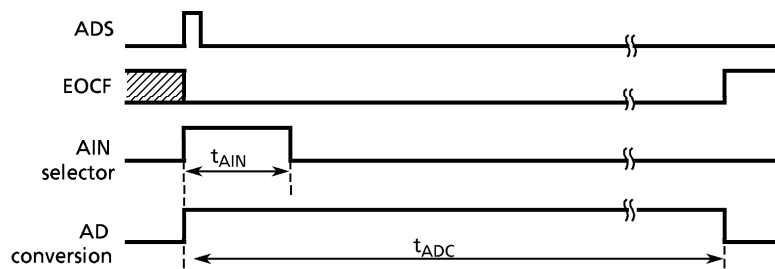 ADS
EOCF
AIN
selector
tAIN
AD
conversion
tADC